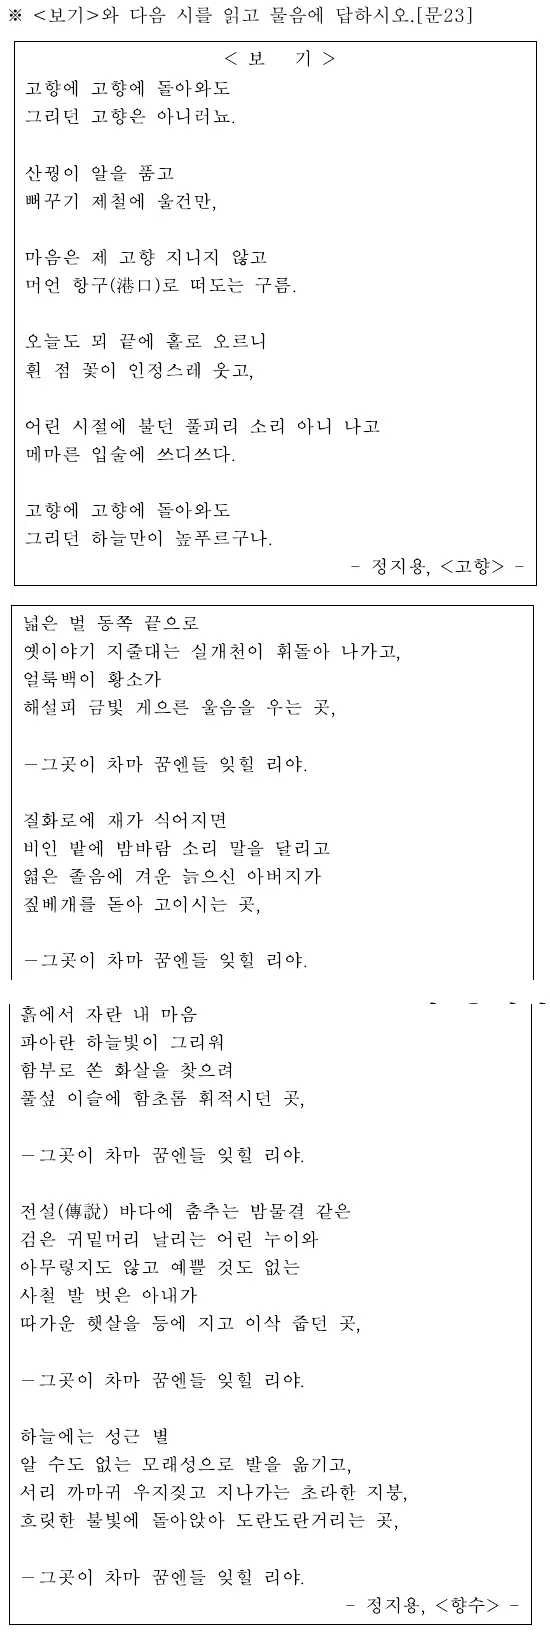 ※ <보기>와 다음 시를 읽고 물음에 답하시오.[문23]
< 보 기 >
고향에 고향에 돌아와도
그리던 고향은 아니러뇨.
산꿩이 알을 품고
뻐꾸기 제철에 울건만,
마음은 제 고향 지니지 않고
머언 항구(港口)로 떠도는 구름.
오늘도 뫼 끝에 홀로 오르니
흰 점 꽃이 인정스레 웃고,
어린 시절에 불던 풀피리 소리 아니 나고
메마른 입술에 쓰디쓰다.
고향에 고향에 돌아와도
그리던 하늘만이 높푸르구나.
- 정지용, <고향> -
넓은 벌 동쪽 끝으로
옛이야기 지줄대는 실개천이 휘돌아 나가고,
얼룩백이 황소가
해설피 금빛 게으른 울음을 우는 곳,
－그곳이 차마 꿈엔들 잊힐 리야.
질화로에 재가 식어지면
비인 밭에 밤바람 소리 말을 달리고
엷은 졸음에 겨운 늙으신 아버지가
짚베개를 돋아 고이시는 곳,
－그곳이 차마 꿈엔들 잊힐 리야.
흙에서 자란 내 마음
파아란 하늘빛이 그리워
함부로 쏜 화살을 찾으려
풀섶 이슬에 함초롬 휘적시던 곳,
－그곳이 차마 꿈엔들 잊힐 리야.
전설(傳說) 바다에 춤추는 밤물결 같은
검은 귀밑머리 날리는 어린 누이와
아무렇지도 않고 예쁠 것도 없는
사철 발 벗은 아내가
따가운 햇살을 등에 지고 이삭 줍던 곳,
－그곳이 차마 꿈엔들 잊힐 리야.
하늘에는 성근 별
알 수도 없는 모래성으로 발을 옮기고,
서리 까마귀 우지짖고 지나가는 초라한 지붕,
흐릿한 불빛에 돌아앉아 도란도란거리는 곳,
－그곳이 차마 꿈엔들 잊힐 리야.
- 정지용, <향수> -